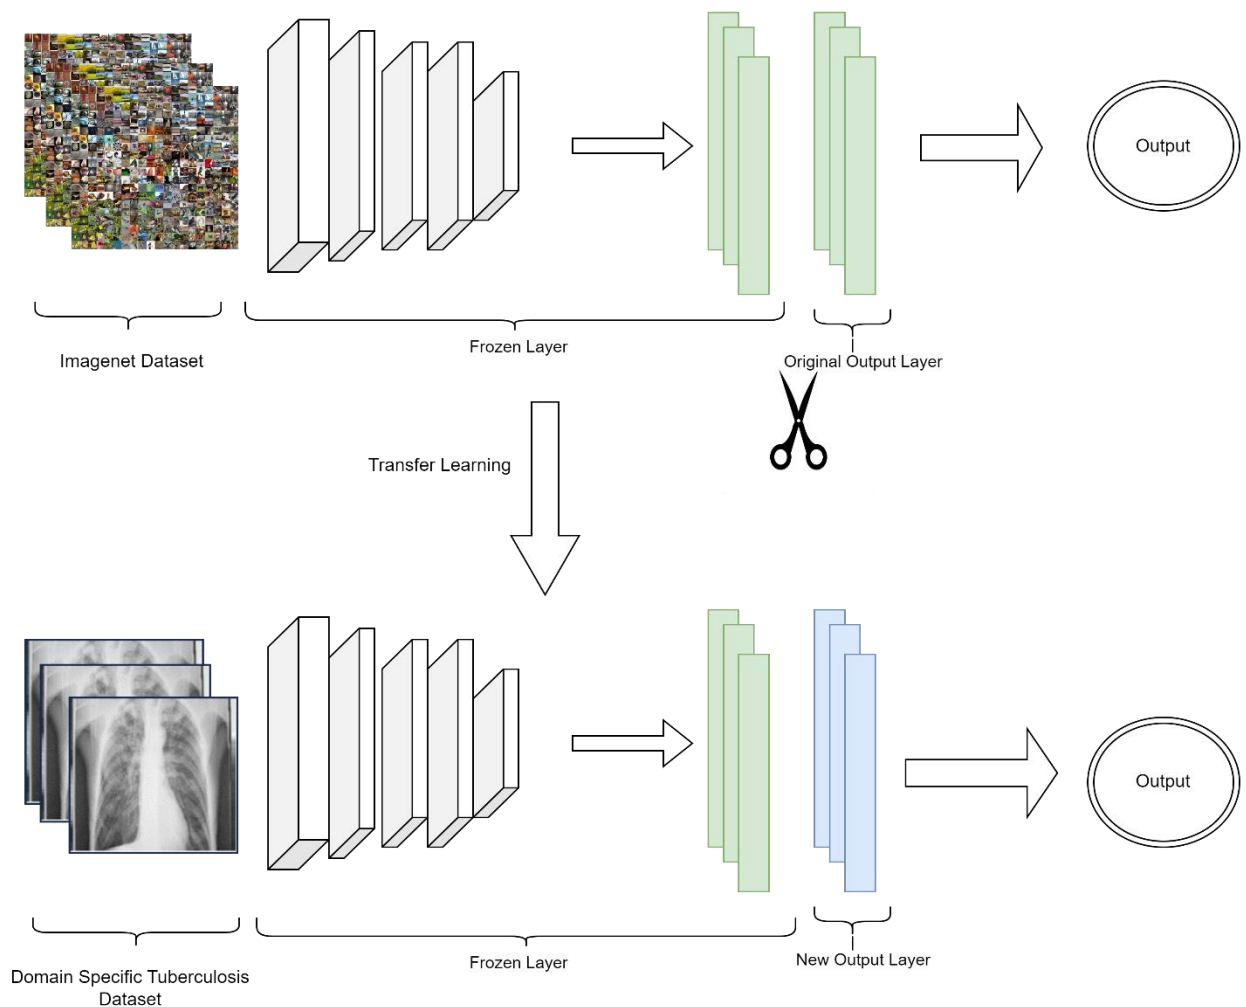 Output
Imagenet Dataset
Frozen Layer
Original Output Layer
Transfer Learning
Output
Domain Specific Tuberculosis
Dataset
Frozen Layer
New Output Layer